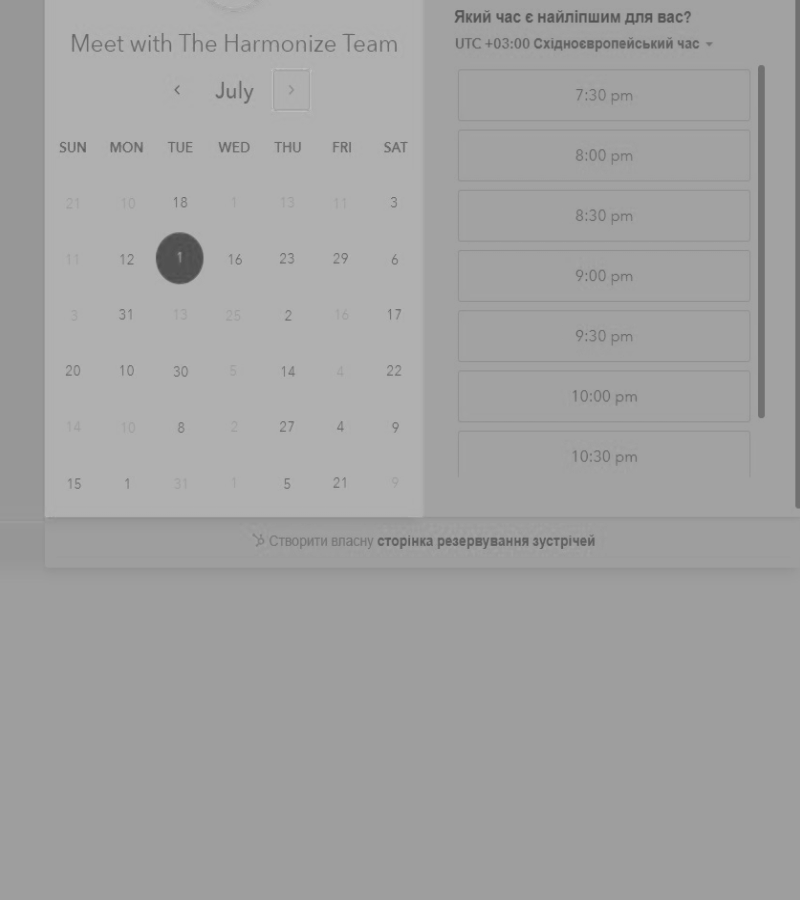 Meet with The Harmonize Team
July
SUN MON TUE WED THU FRI SAT
21 10 18 1 13 11 3
11 12 1 16 23 29 6
3 31 13 25 2 16 17
20 10 30 5 14 4 22
14 10 8 2 27 4 9
15 1 31 1 5 21 9
Який час є найліпшим для вас?
UTC +03:00 Східноєвропейський час
7:30 pm
8:00 pm
8:30 pm
9:00 pm
9:30 pm
10:00 pm
10:30 pm
Створити власну сторінка резервування зустрічей